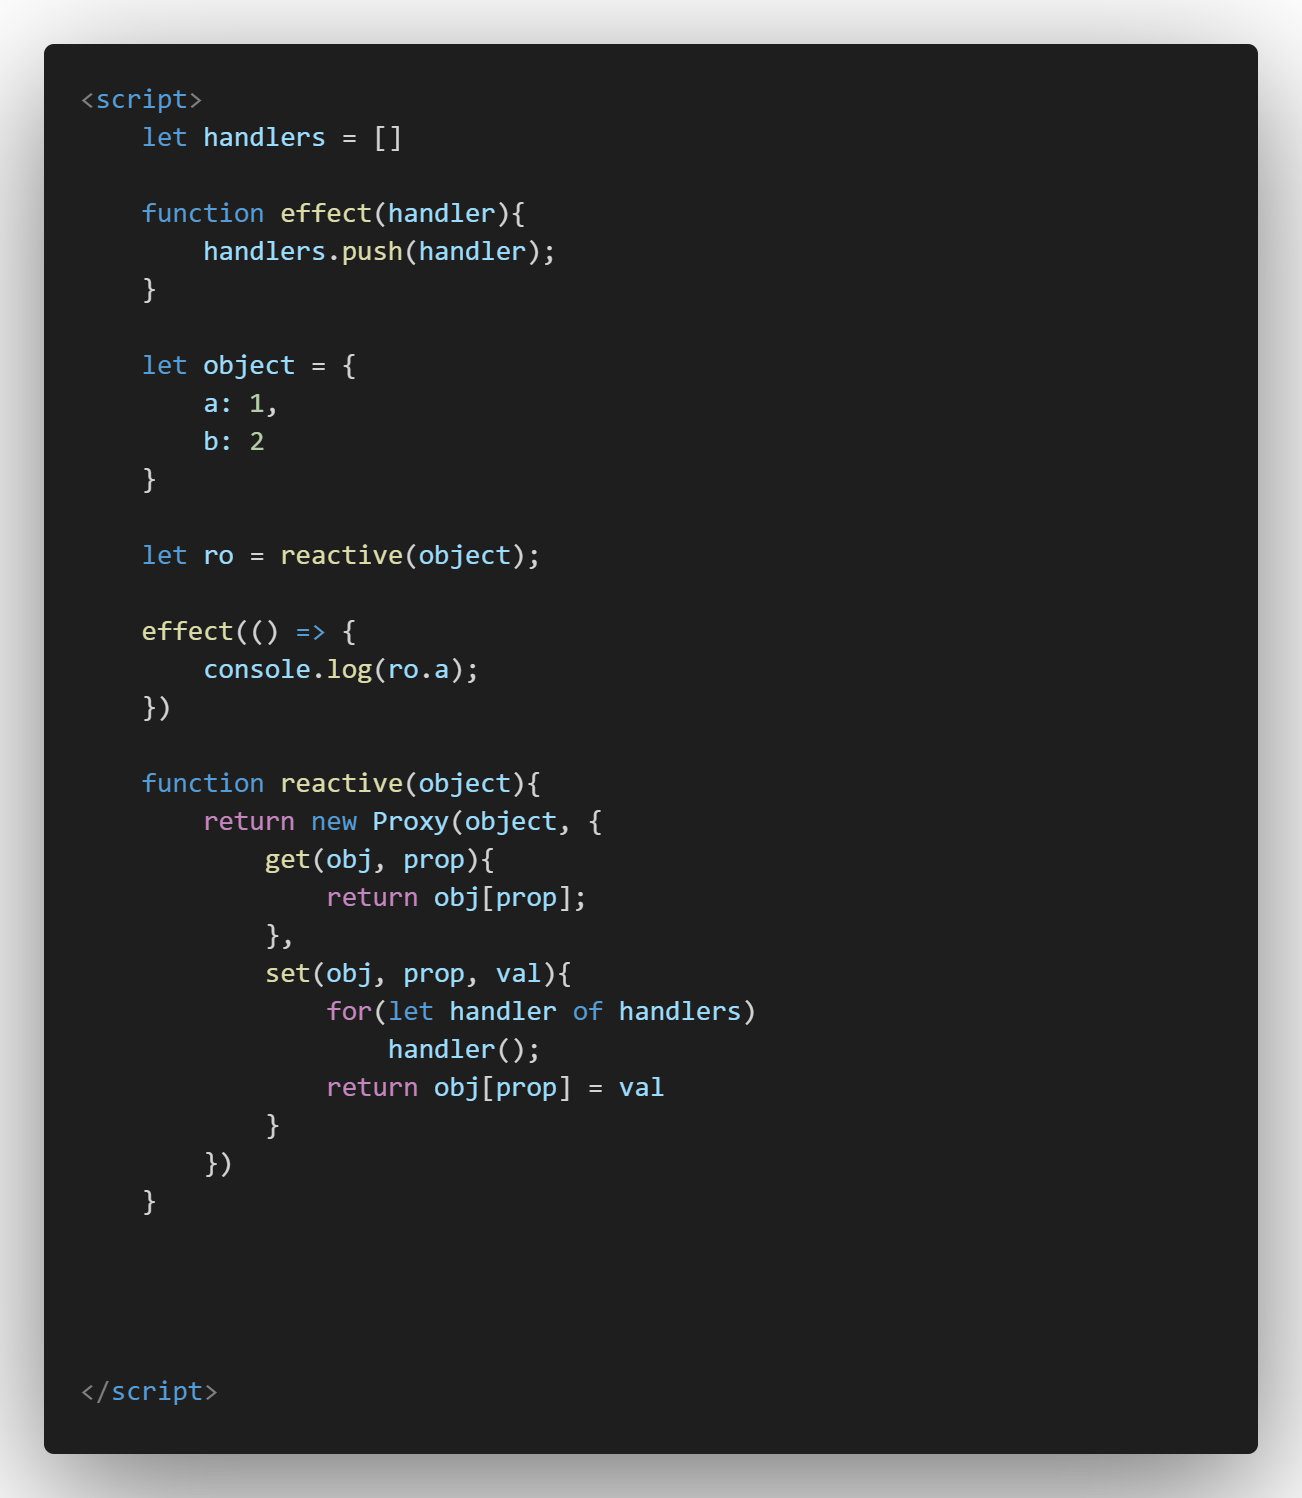 <script>
    let handlers = []

    function effect(handler){
        handlers.push(handler);
    }

    let object = {
        a: 1,
        b: 2
    }

    let ro = reactive(object);

    effect(() => {
        console.log(ro.a);
    })

    function reactive(object){
        return new Proxy(object, {
            get(obj, prop){
                return obj[prop];
            },
            set(obj, prop, val){
                for(let handler of handlers)
                    handler();
                return obj[prop] = val
            }
        })
    }

</script>